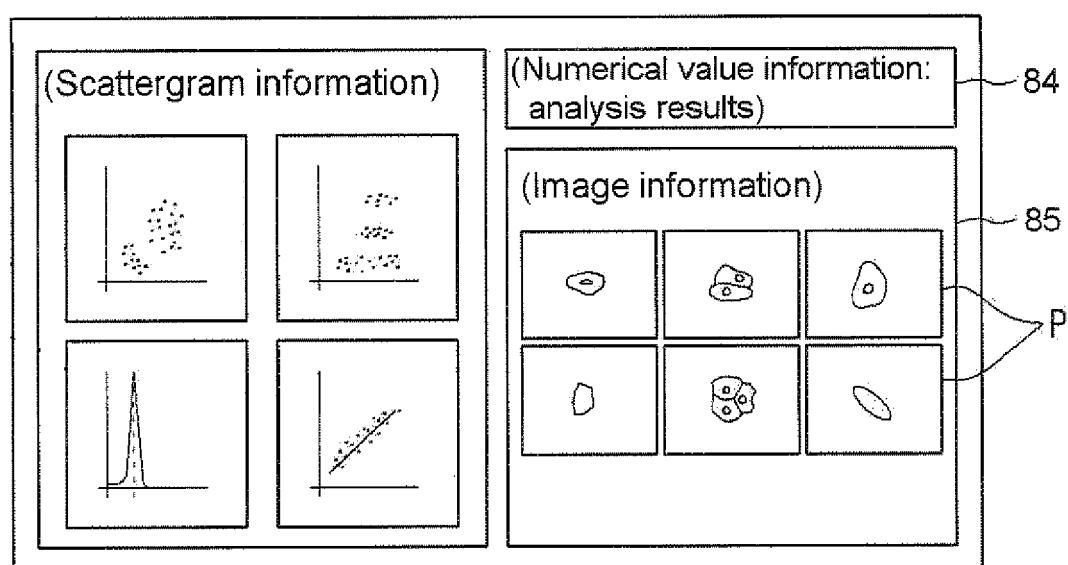 (Scattergram information)
(Numerical value information:
analysis results)
84
(Image information)
85
P